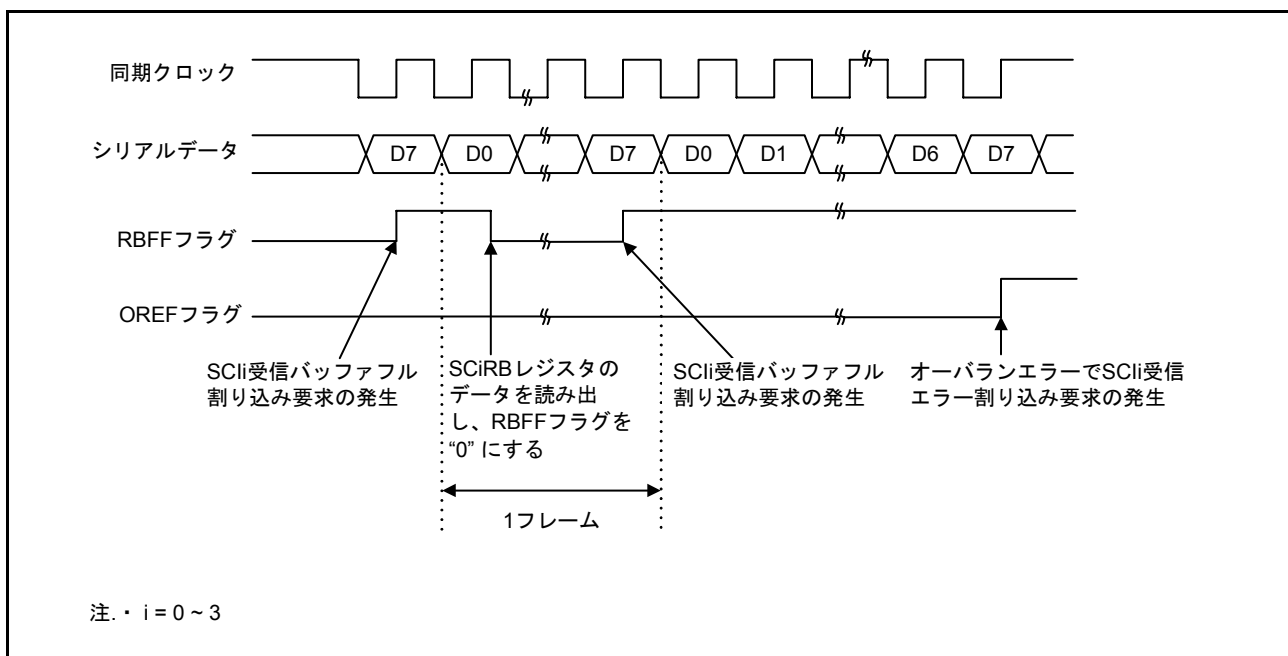 同期クロック
シリアルデータ
D7 D0 D7 D0 D1 D6 D7
RBFFフラグ
OREFフラグ
SCIi受信バッファフル
割り込み要求の発生
SCiRBレジスタの
データを読み出
し、RBFFフラグを
“0” にする
SCIi受信バッファフル
割り込み要求の発生
オーバランエラーでSCIi受信
エラー割り込み要求の発生
1フレーム
注.・ i = 0 ~ 3